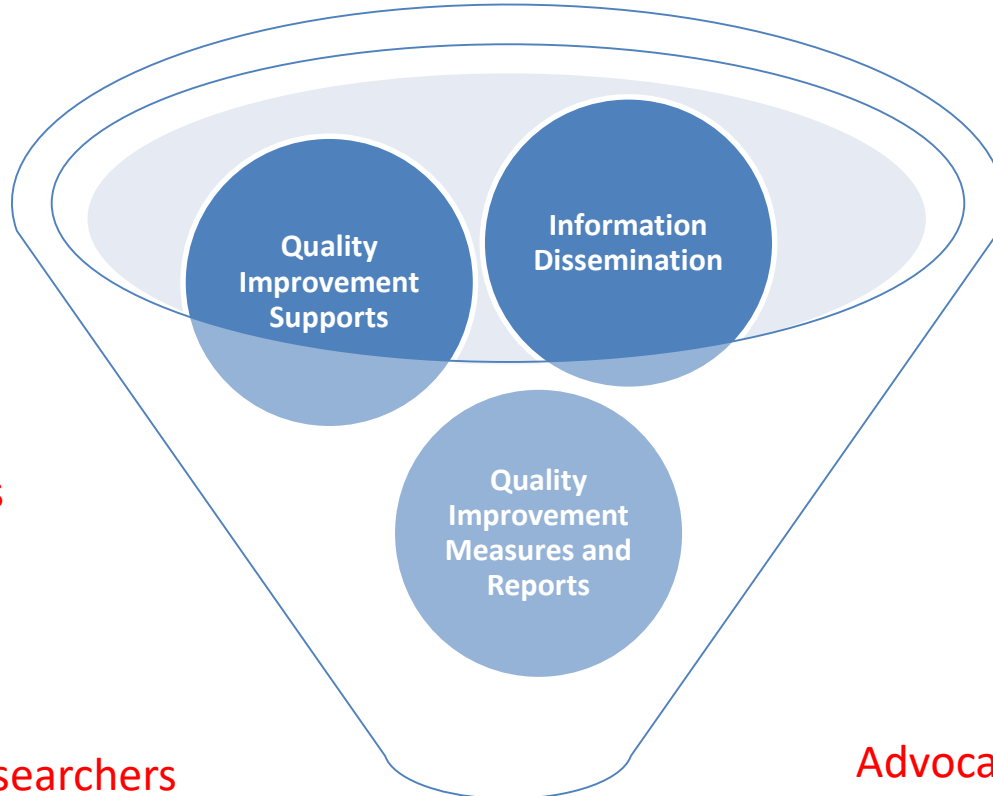 Information
Dissemination
Quality
Improvement
Supports
Quality
Improvement
Measures and
Reports
s
searchers
Advoca